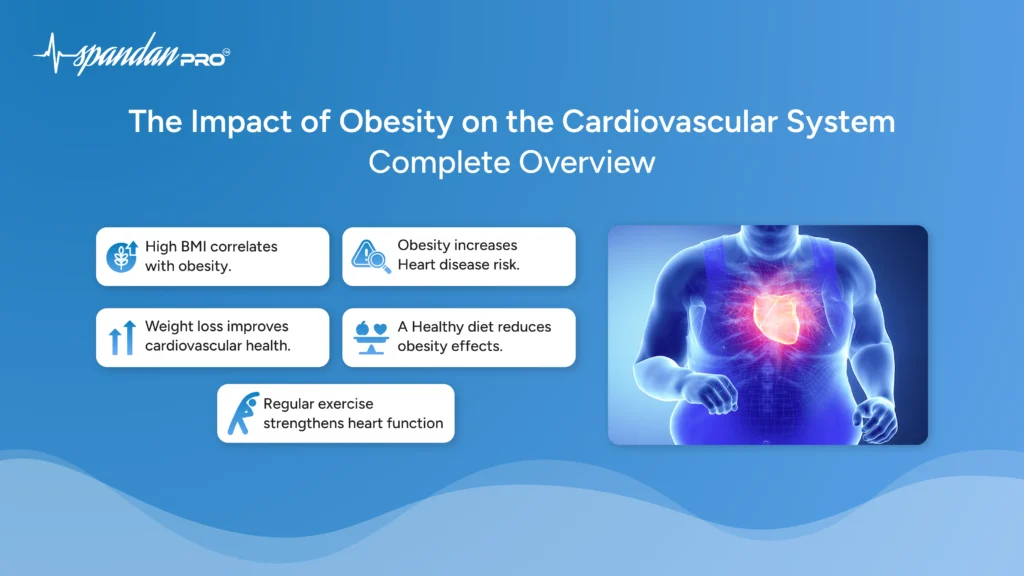 spandan PRO™
The Impact of Obesity on the Cardiovascular System
Complete Overview
High BMI correlates
with obesity.
Obesity increases
Heart disease risk.
Weight loss improves
cardiovascular health.
A Healthy diet reduces
obesity effects.
Regular exercise
strengthens heart function